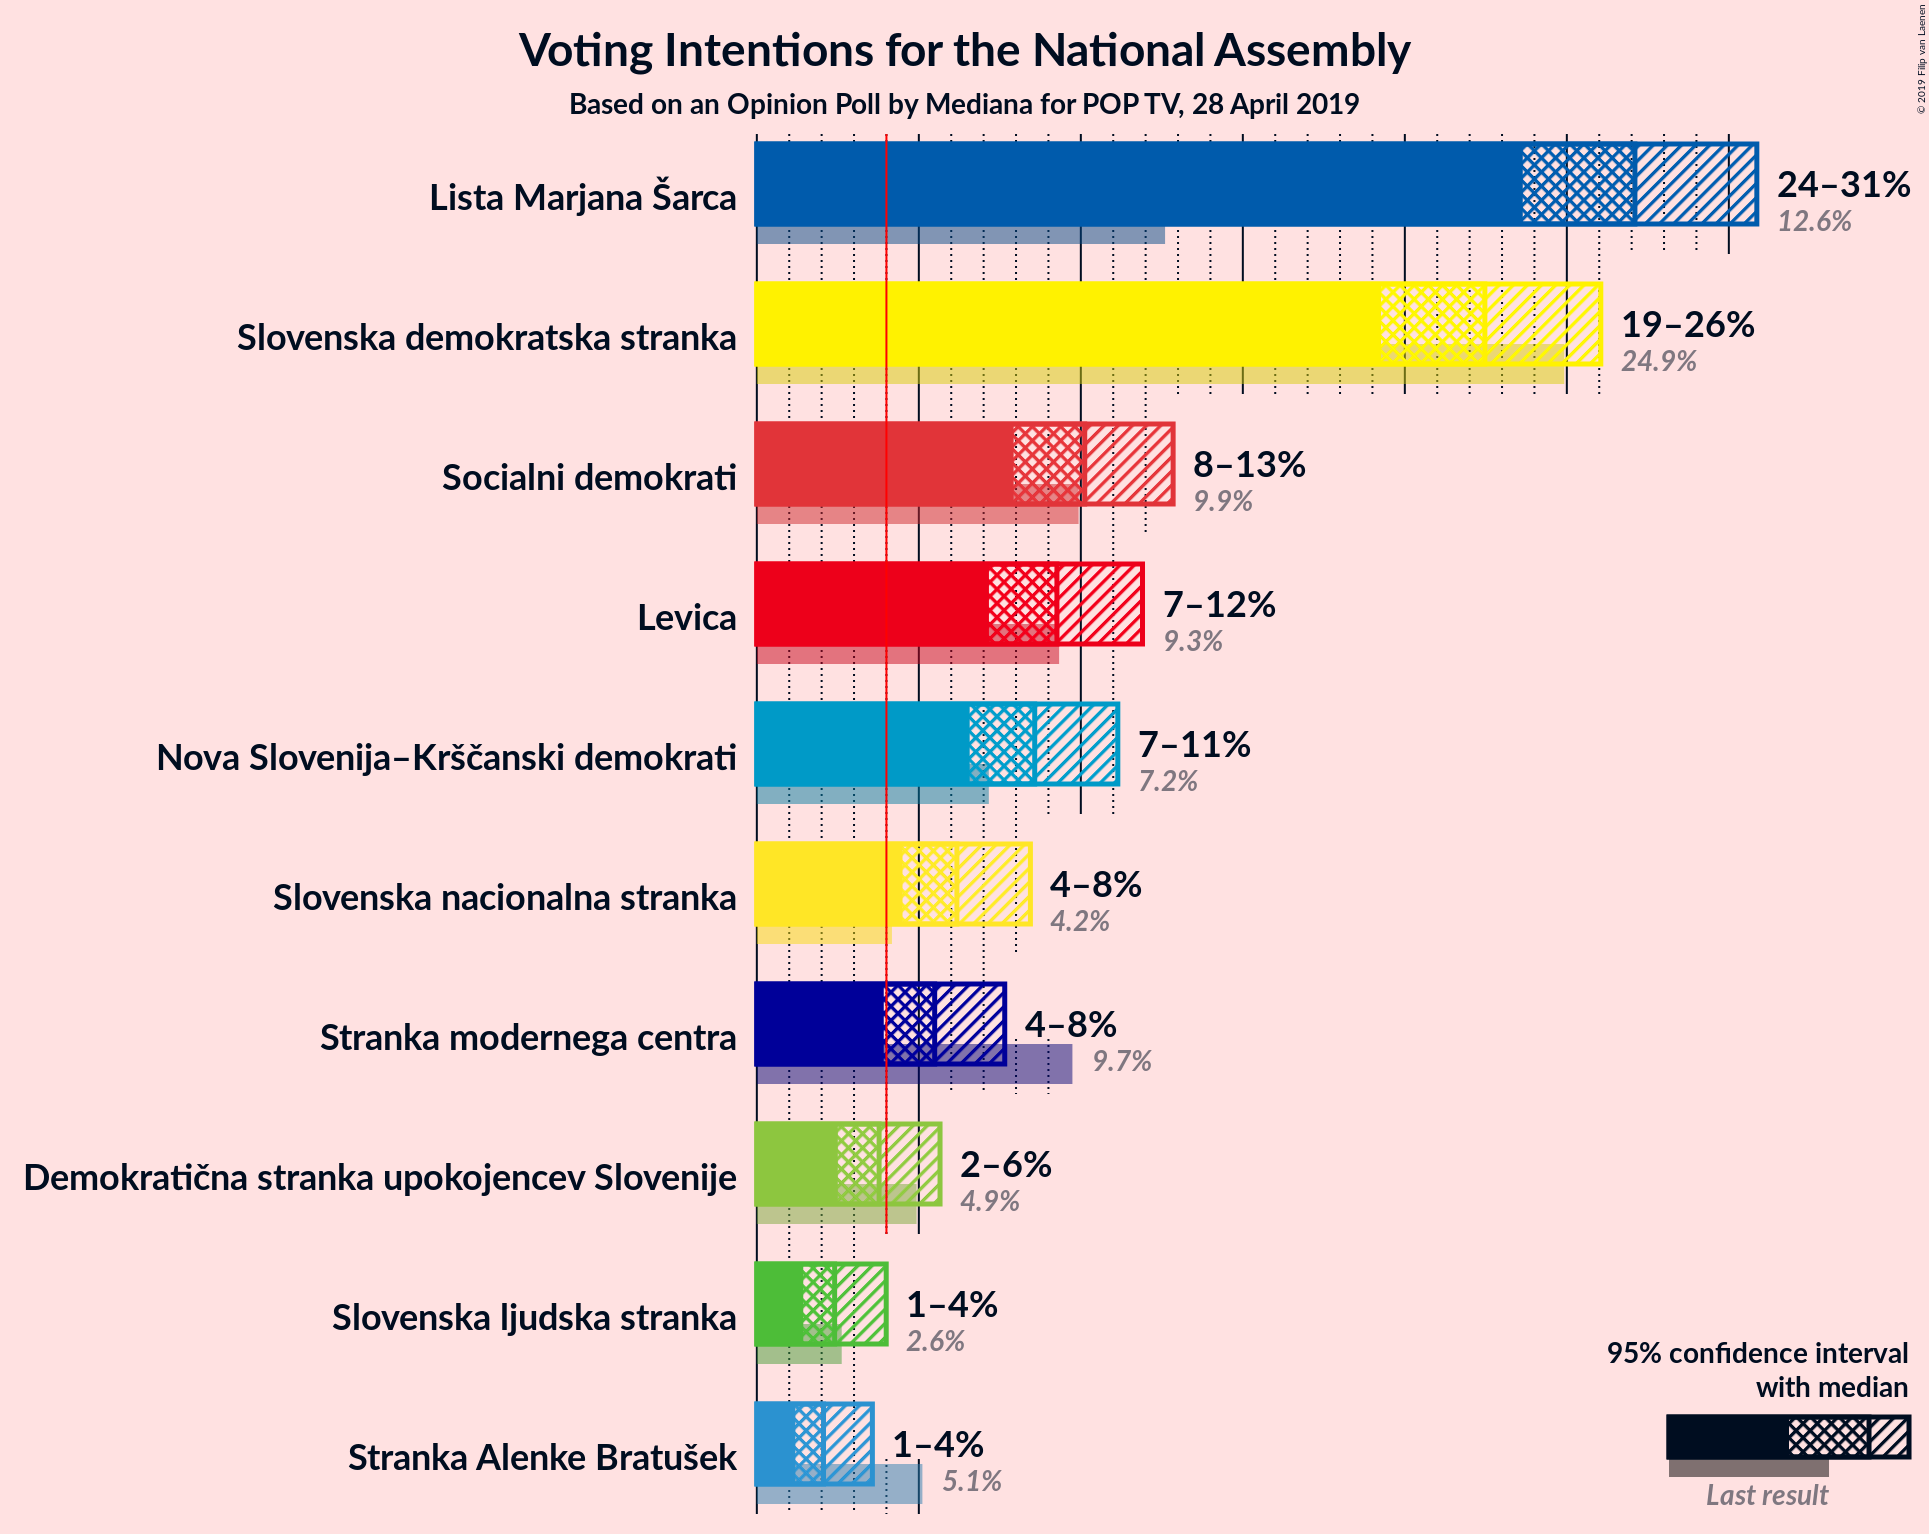 Voting Intentions for the National Assembly
Based on an Opinion Poll by Mediana for POP TV, 28 April 2019
© 2019 Filip van Laenen
Lista Marjana Šarca
24–31%
12.6%
Slovenska demokratska stranka
19–26%
24.9%
Socialni demokrati
8–13%
9.9%
Levica
7–12%
9.3%
Nova Slovenija–Krščanski demokrati
7–11%
7.2%
Slovenska nacionalna stranka
4–8%
4.2%
Stranka modernega centra
4–8%
9.7%
Demokratična stranka upokojencev Slovenije
2–6%
4.9%
Slovenska ljudska stranka
1–4%
2.6%
Stranka Alenke Bratušek
1–4%
5.1%
95% confidence interval
with median
Last result